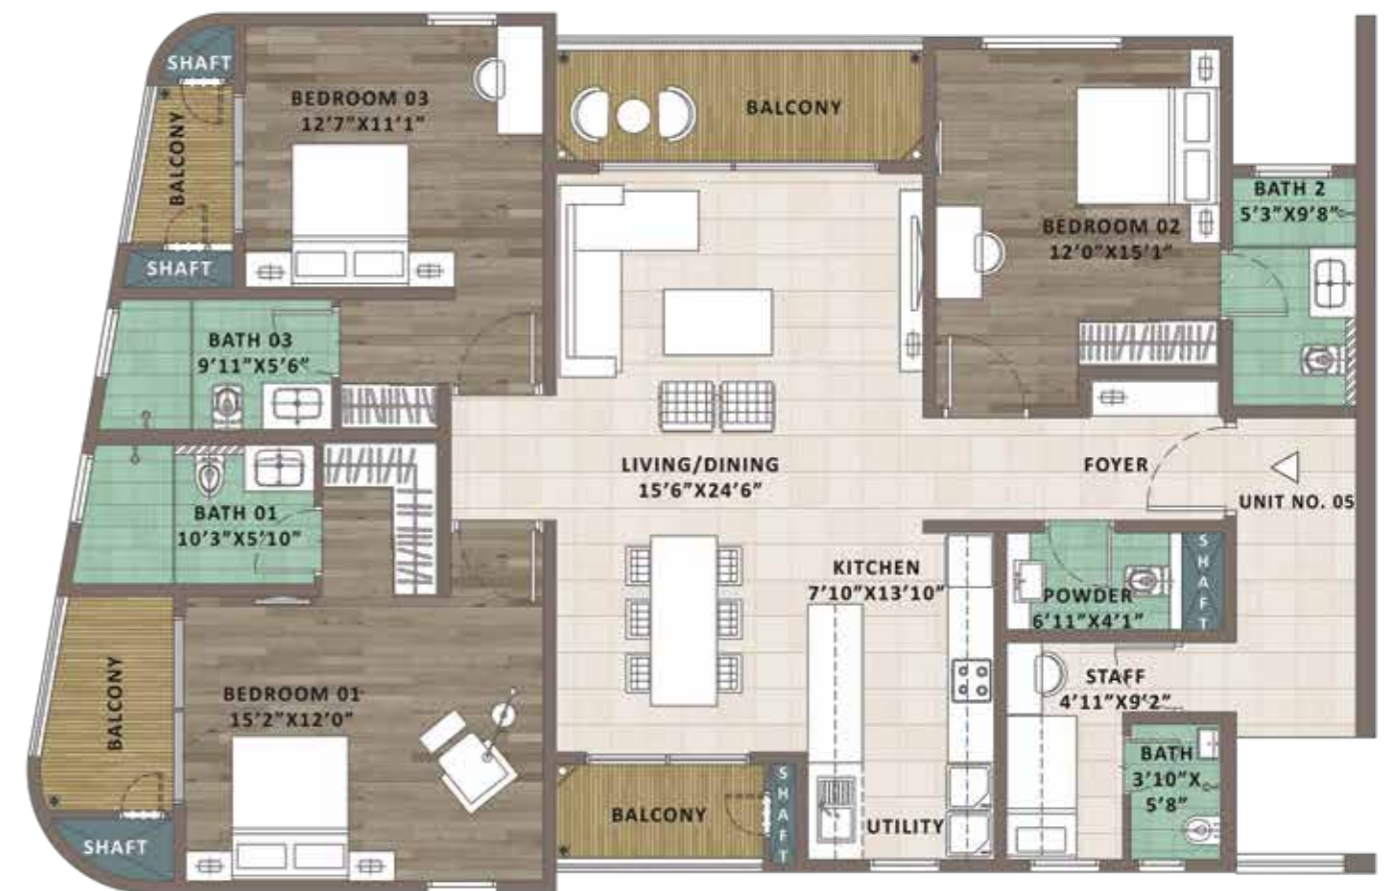 SHAFT
BEDROOM 03
12'7"X11'1"
BALCONY
BALCONY
SHAFT
BATH 2
5'3"X9'8"
BEDROOM 02
12'0"X15'1"
BATH 03
9'11"X5'6"
LIVING/DINING
15'6"X24'6"
FOYER
UNIT NO. 05
BATH 01
10'3"X5'10"
KITCHEN
7'10"X13'10"
SHAFT
POWDER
6'11"X4'1"
STAFF
4'11"X9'2"
BALCONY
BEDROOM 01
15'2"X12'0"
BATH
3'10"X
5'8"
SHAFT
BALCONY
UTILITY
SHAFT